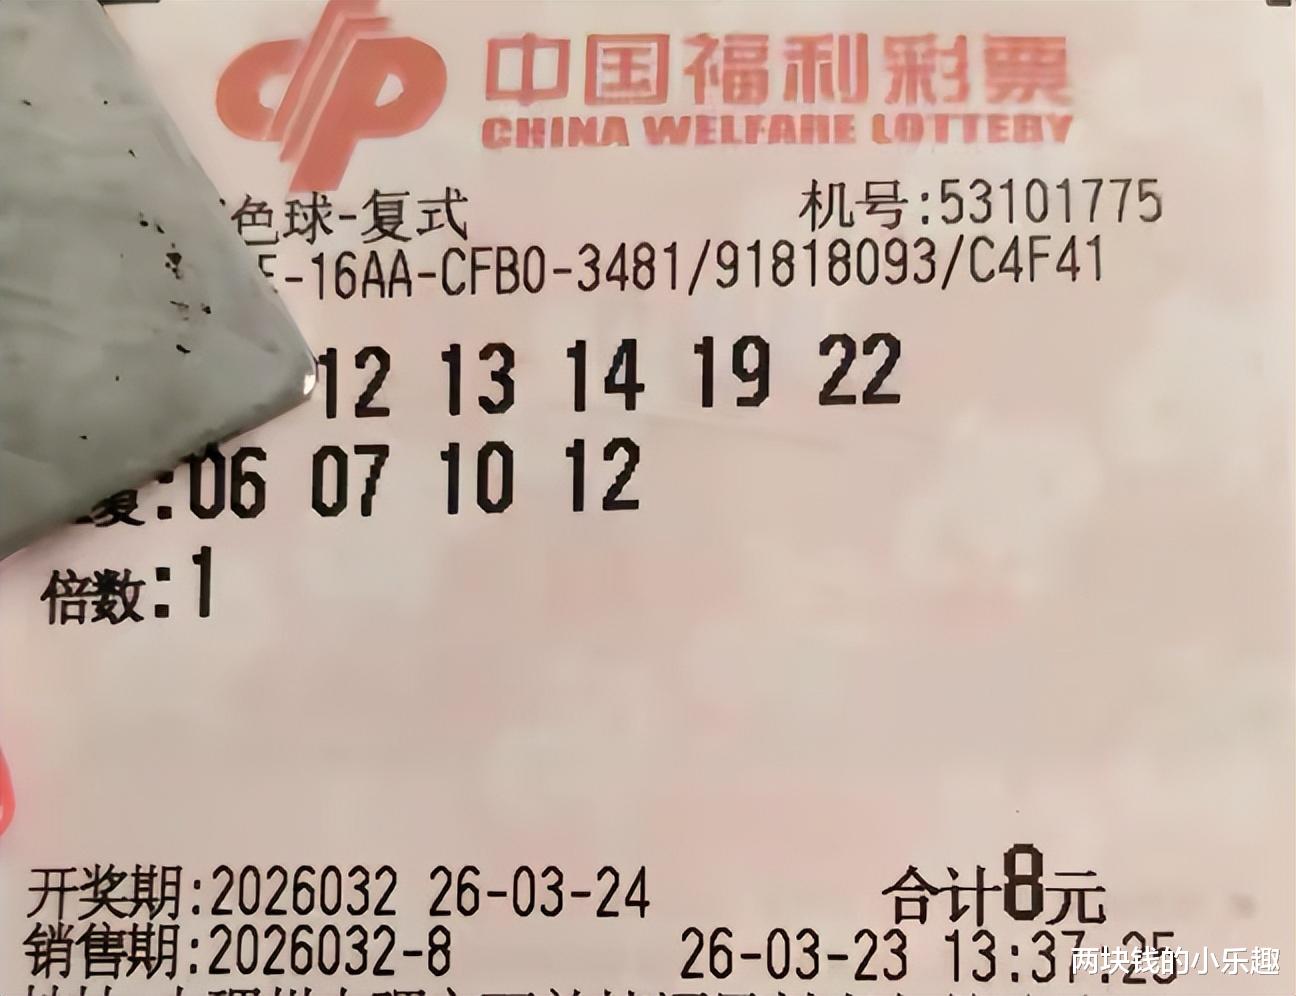 中国福利彩票
CHINA WELFARE LOTTERY
色球-复式 机号:53101775
E-16AA-CFB0-3481/91818093/C4F41
12 13 14 19 22
复:06 07 10 12
倍数:1
开奖期:2026032 26-03-24 合计8元
销售期:2026032-8 26-03-23 13:37:25
两块钱的小乐趣